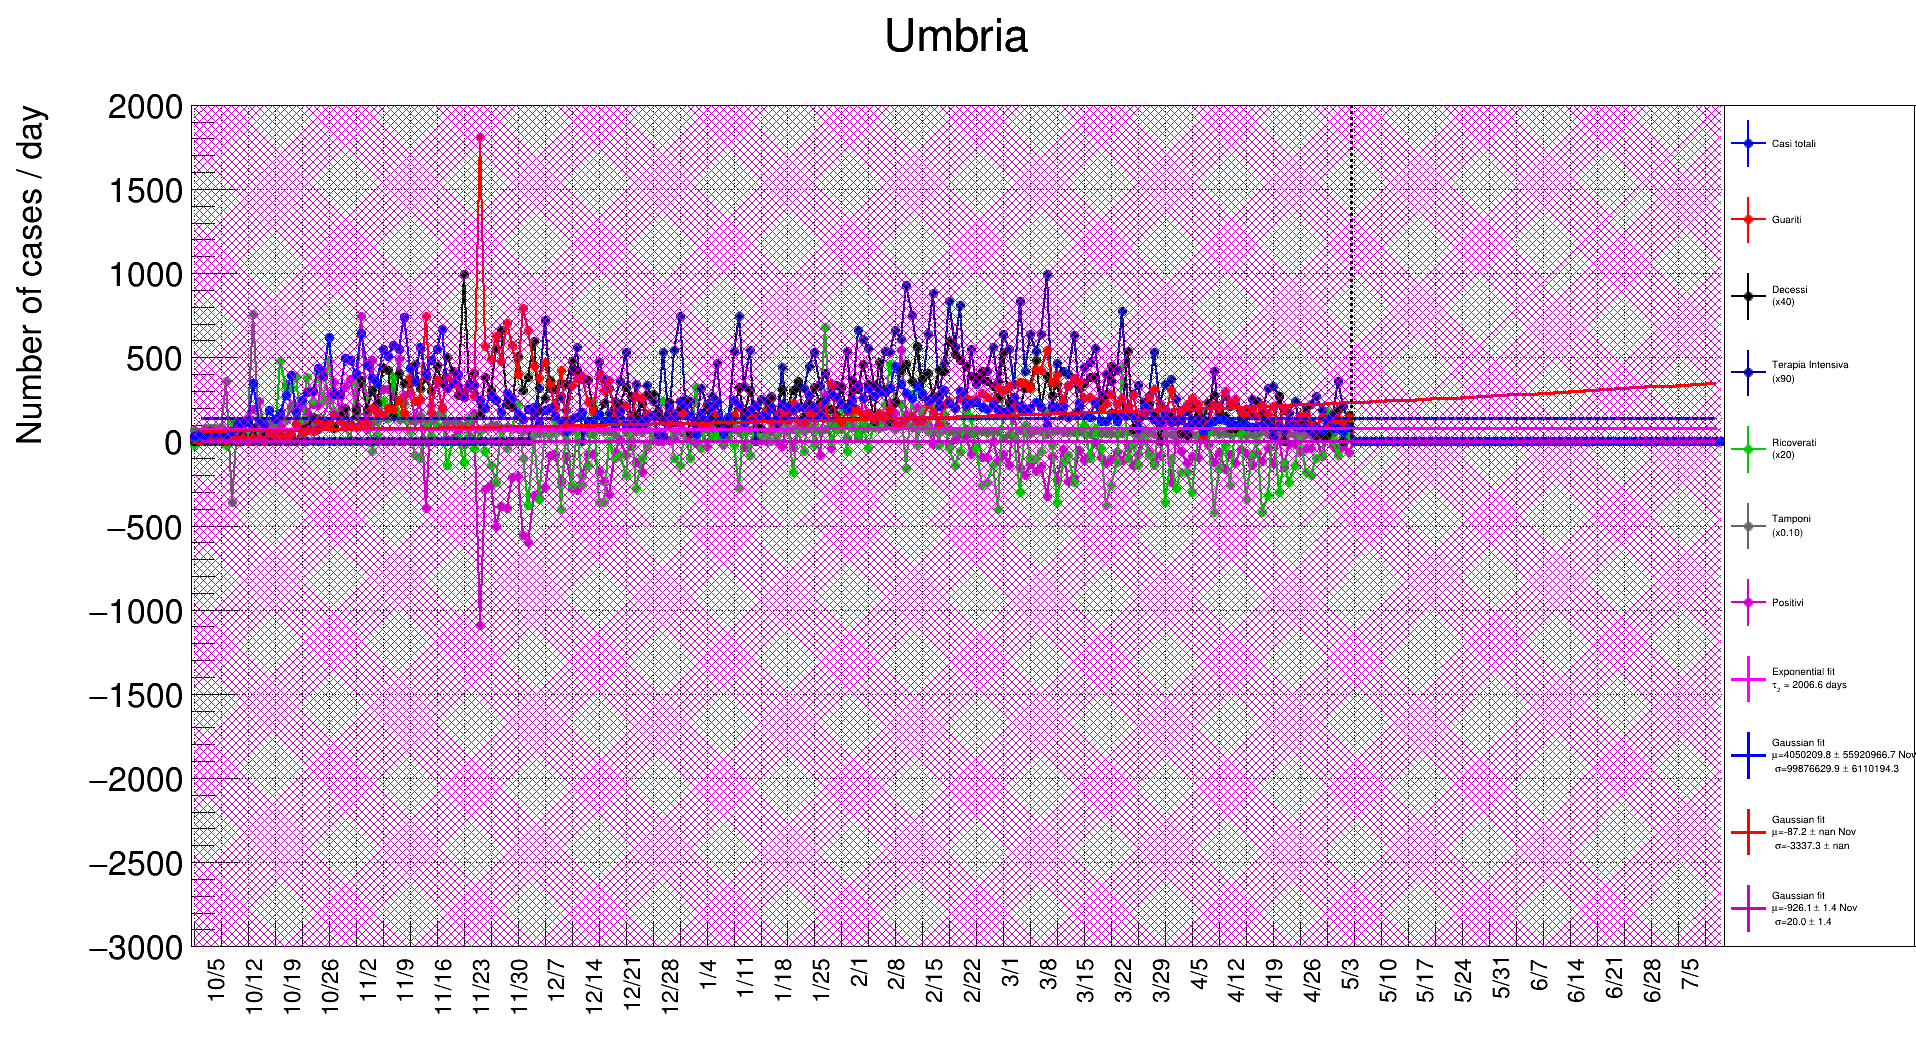 Umbria
Number of cases / day
2000
1500
1000
500
0
−500
−1000
−1500
−2000
−2500
−3000
10/5
10/12
10/19
10/26
11/2
11/9
11/16
11/23
11/30
12/7
12/14
12/21
12/28
1/4
1/11
1/18
1/25
2/1
2/8
2/15
2/22
3/1
3/8
3/15
3/22
3/29
4/5
4/12
4/19
4/26
5/3
5/10
5/17
5/24
5/31
6/7
6/14
6/21
6/28
7/5
Casi totali
Guariti
Decessi
(x40)
Terapia Intensiva
(x90)
Ricoverati
(x20)
Tamponi
(x0.10)
Positivi
Exponential fit
τ2 = 2006.6 days
Gaussian fit
μ=4050209.8 ± 55920966.7 Nov
σ=99876629.9 ± 6110194.3
Gaussian fit
μ=-87.2 ± nan Nov
σ=-3337.3 ± nan
Gaussian fit
μ=-926.1 ± 1.4 Nov
σ=20.0 ± 1.4